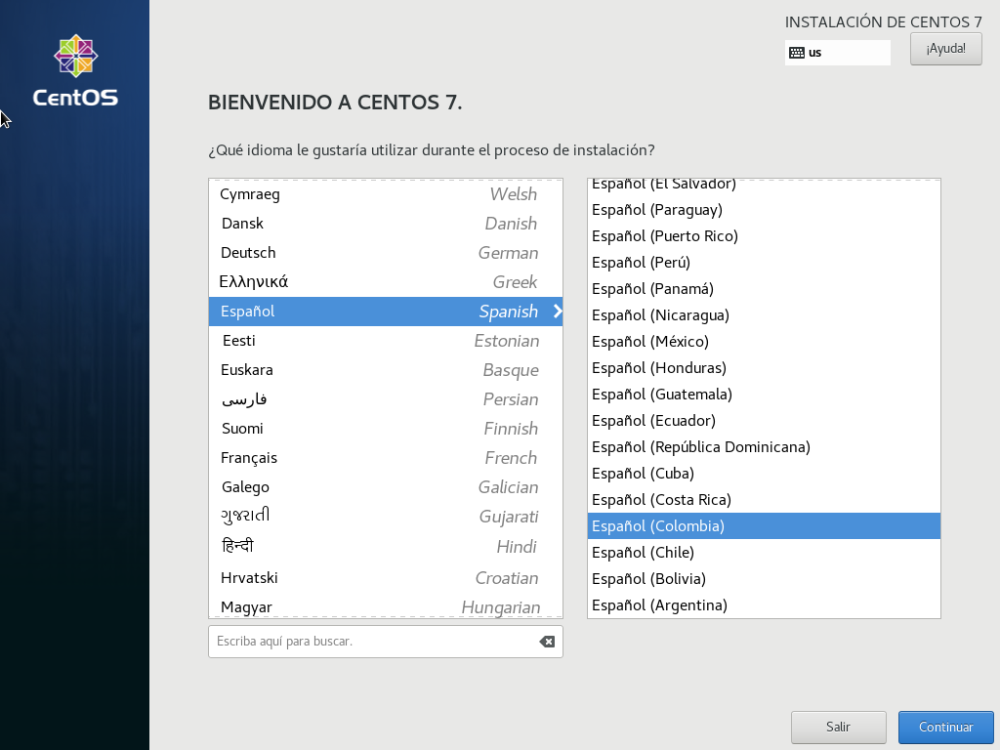 CentOS
INSTALACIÓN DE CENTOS 7
us
¡Ayuda!
BIENVENIDO A CENTOS 7.
¿Qué idioma le gustaría utilizar durante el proceso de instalación?
Cymraeg Welsh
Dansk Danish
Deutsch German
Ελληνικά Greek
Español Spanish
Eesti Estonian
Euskara Basque
فارسی Persian
Suomi Finnish
Français French
Galego Galician
ગુજરાતી Gujarati
हिन्दी Hindi
Hrvatski Croatian
Magyar Hungarian
Escriba aquí para buscar.
Español (El Salvador)
Español (Paraguay)
Español (Puerto Rico)
Español (Perú)
Español (Panamá)
Español (Nicaragua)
Español (México)
Español (Honduras)
Español (Guatemala)
Español (Ecuador)
Español (República Dominicana)
Español (Cuba)
Español (Costa Rica)
Español (Colombia)
Español (Chile)
Español (Bolivia)
Español (Argentina)
Salir
Continuar